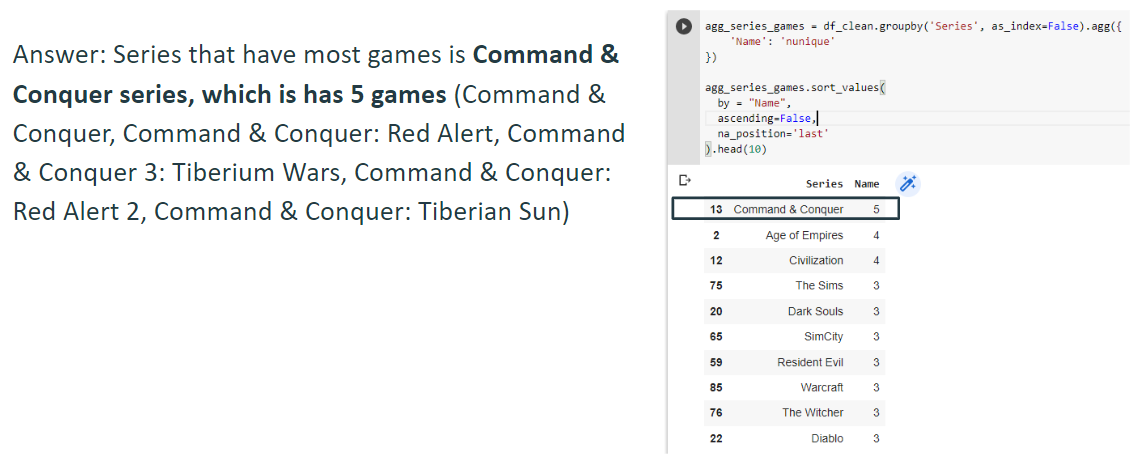 Answer: Series that have most games is Command &
Conquer series, which is has 5 games (Command &
Conquer, Command & Conquer: Red Alert, Command
& Conquer 3: Tiberium Wars, Command & Conquer:
Red Alert 2, Command & Conquer: Tiberian Sun)
agg_series_games = df_clean.groupby('Series', as_index=False).agg({
    'Name': 'nunique'
})
agg_series_games.sort_values(
  by = "Name",
  ascending=False,
  na_position='last'
).head(10)
Series Name
13 Command & Conquer 5
2 Age of Empires 4
12 Civilization 4
75 The Sims 3
20 Dark Souls 3
65 SimCity 3
59 Resident Evil 3
85 Warcraft 3
76 The Witcher 3
22 Diablo 3